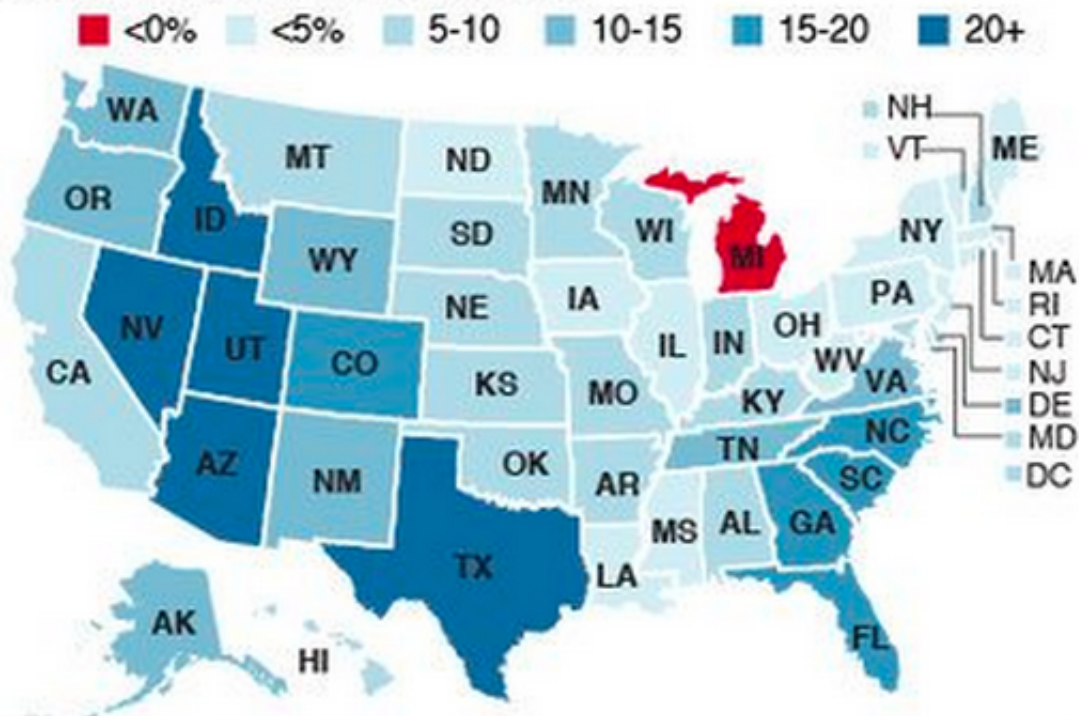 <0% <5% 5-10 10-15 15-20 20+
WA
MT
ND
MN
NH
VT
ME
OR
ID
SD
WI
MI
NY
WY
NE
IA
PA
MA
RI
NV
UT
CO
IL
IN
OH
WV
CT
CA
KS
MO
KY
VA
NJ
DE
NC
MD
AZ
NM
OK
TN
SC
DC
AR
MS
AL
GA
TX
LA
AK
HI
FL